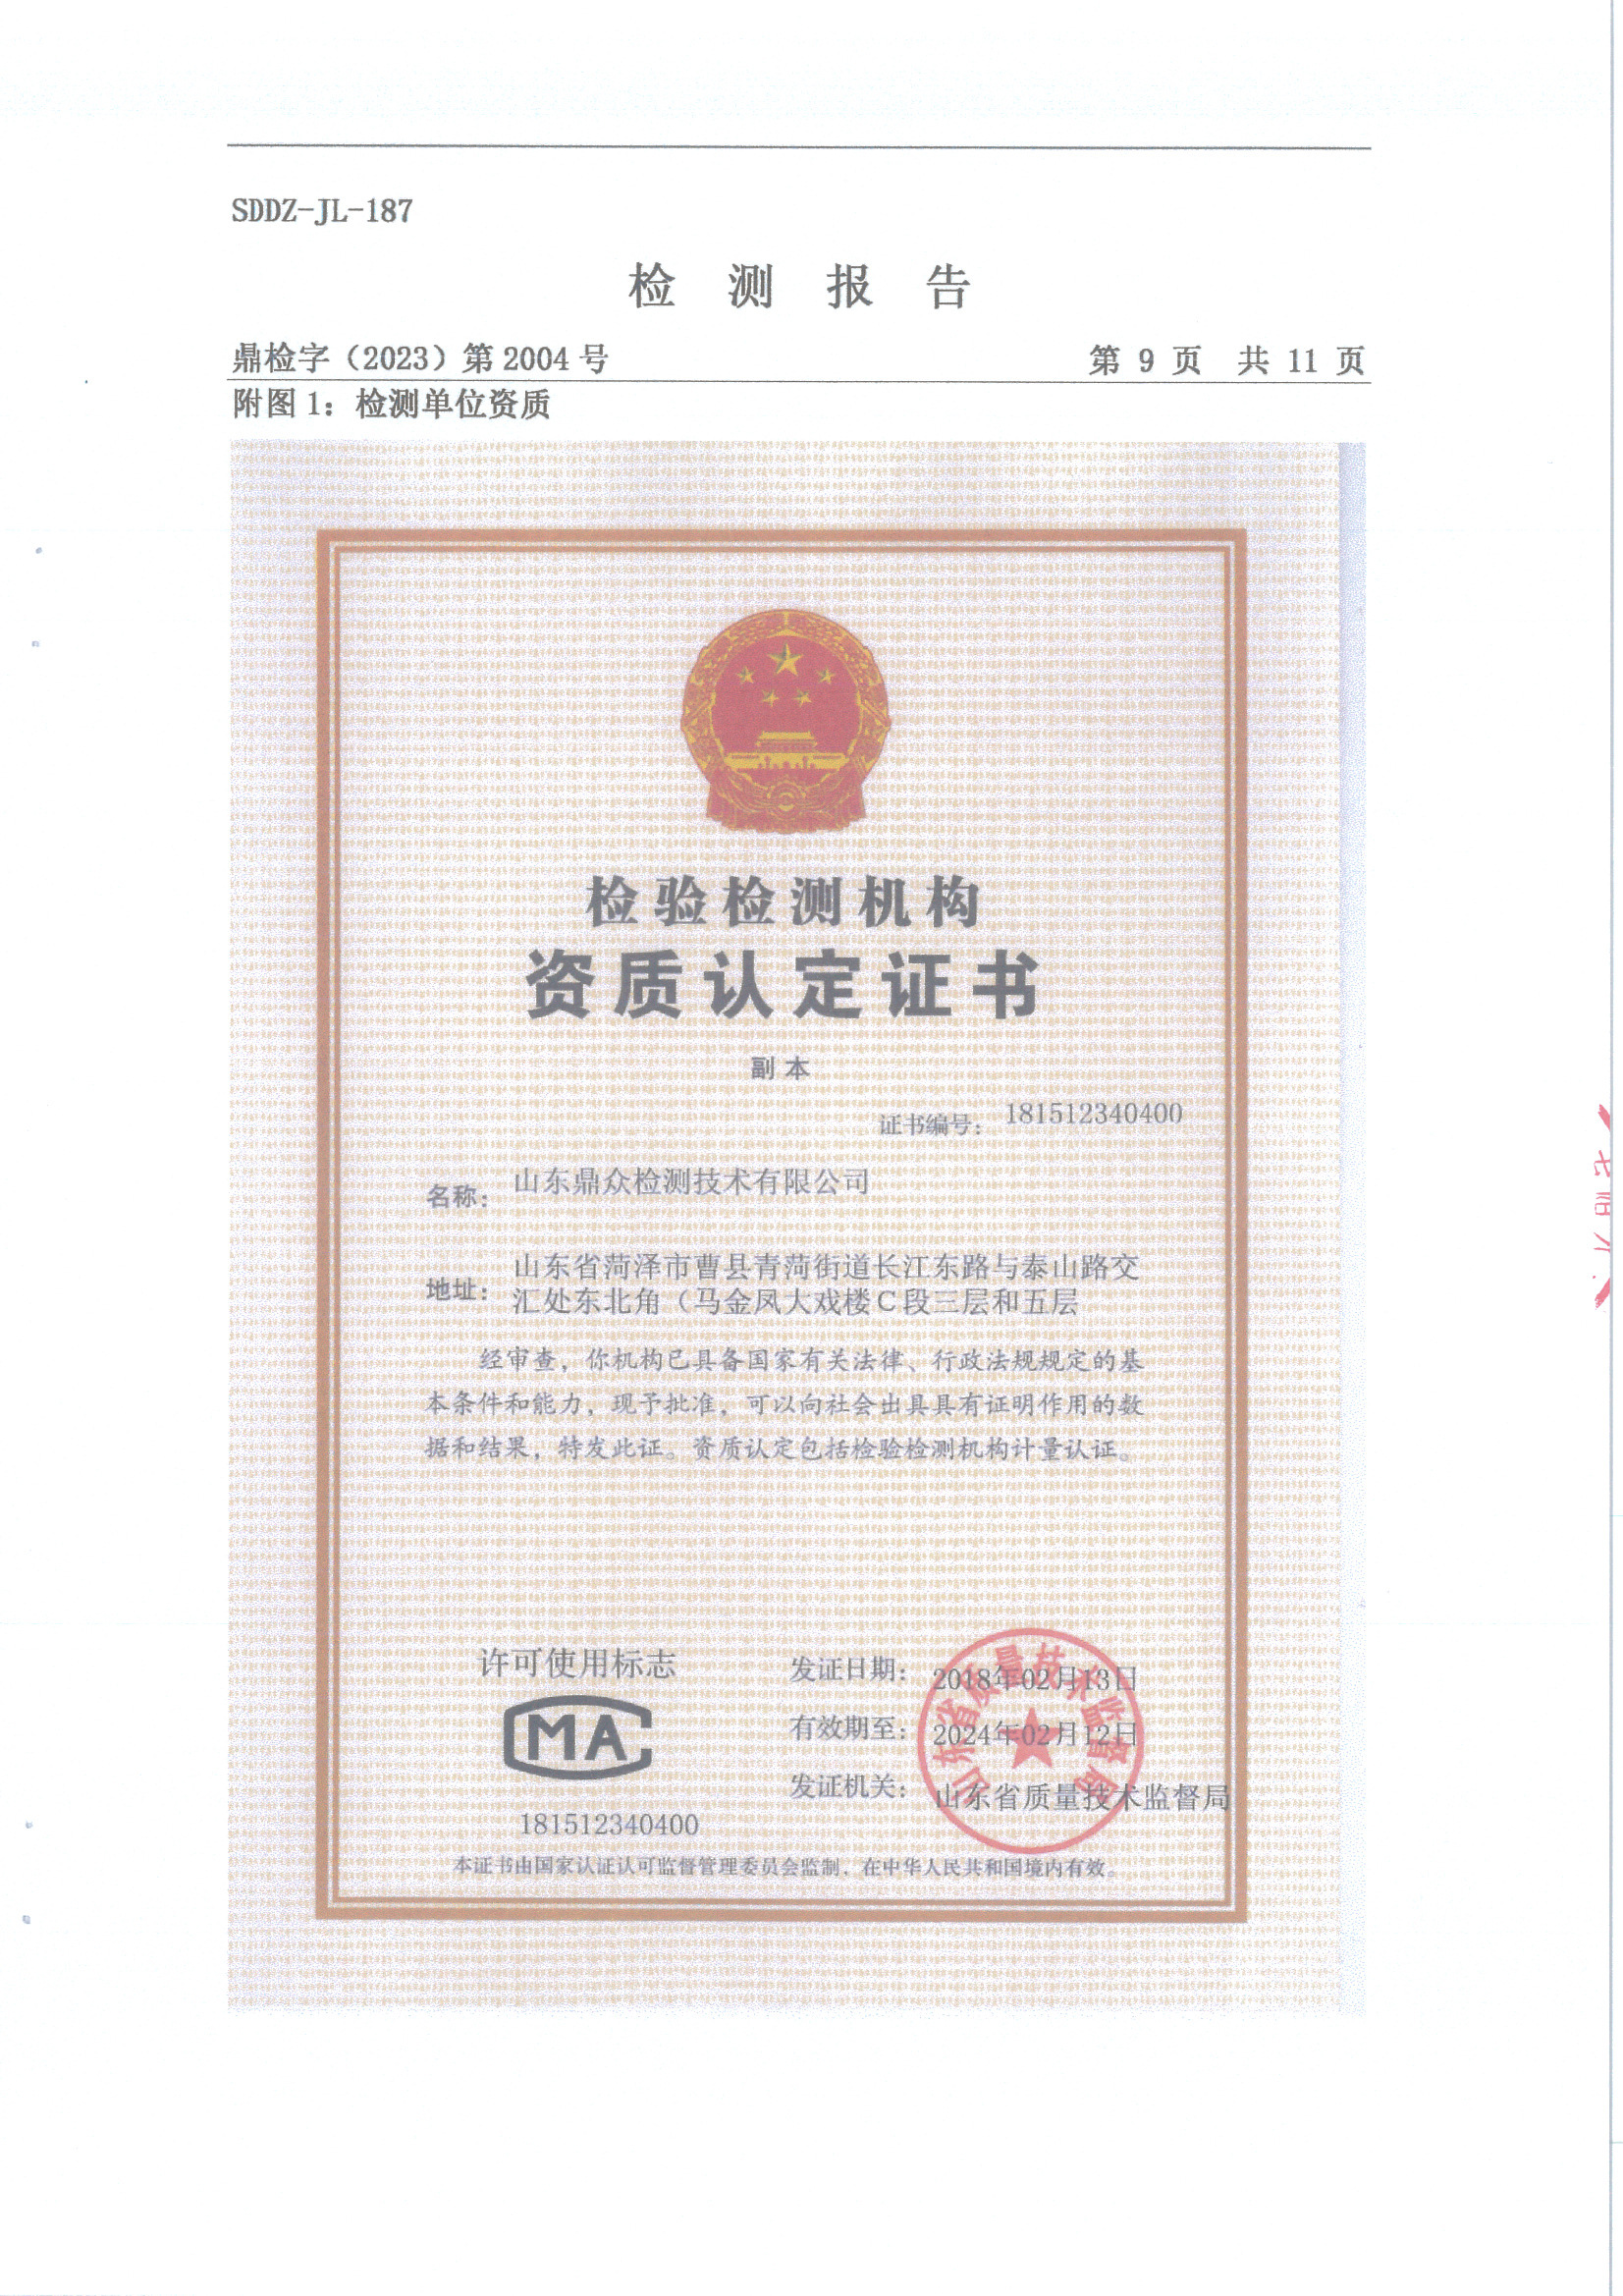 SDDZ-JL-187
检测报告
鼎检字（2023）第 2004 号 第 9 页 共 11 页
附图 1：检测单位资质
检验检测机构
资质认定证书
副本
证书编号： 181512340400
名称： 山东鼎众检测技术有限公司
地址： 山东省菏泽市曹县青菏街道长江东路与泰山路交
汇处东北角（马金凤大戏楼C段三层和五层
经审查，你机构已具备国家有关法律、行政法规规定的基
本条件和能力，现予批准，可以向社会出具具有证明作用的数
据和结果，特发此证。资质认定包括检验检测机构计量认证。
许可使用标志
MA
181512340400
发证日期： 2018年02月13日
有效期至： 2024年02月12日
发证机关： 山东省质量技术监督局
山东省质量技术监督局
本证书由国家认证认可监督管理委员会监制，在中华人民共和国境内有效。